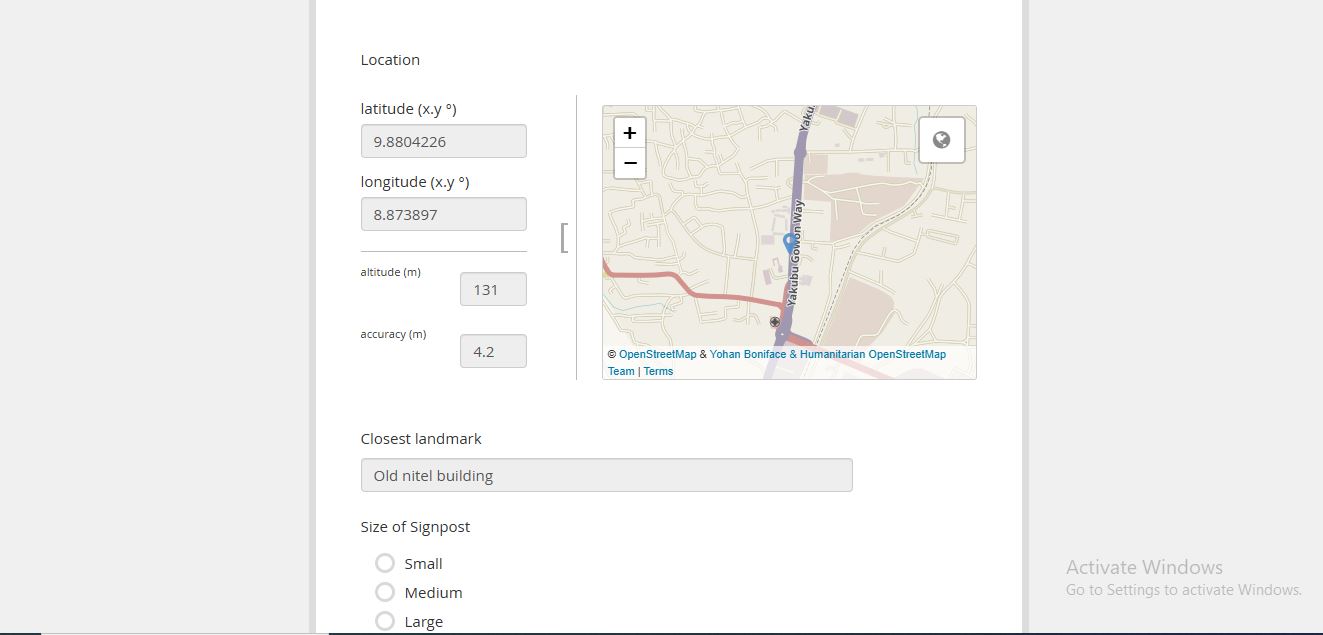 Location
latitude (x.y °)
9.8804226
longitude (x.y °)
8.873897
altitude (m)
131
accuracy (m)
4.2
+
−
Yaku
Yakubu Gowon Way
© OpenStreetMap & Yohan Boniface & Humanitarian OpenStreetMap
Team | Terms
Closest landmark
Old nitel building
Size of Signpost
Small
Medium
Large
Activate Windows
Go to Settings to activate Windows.